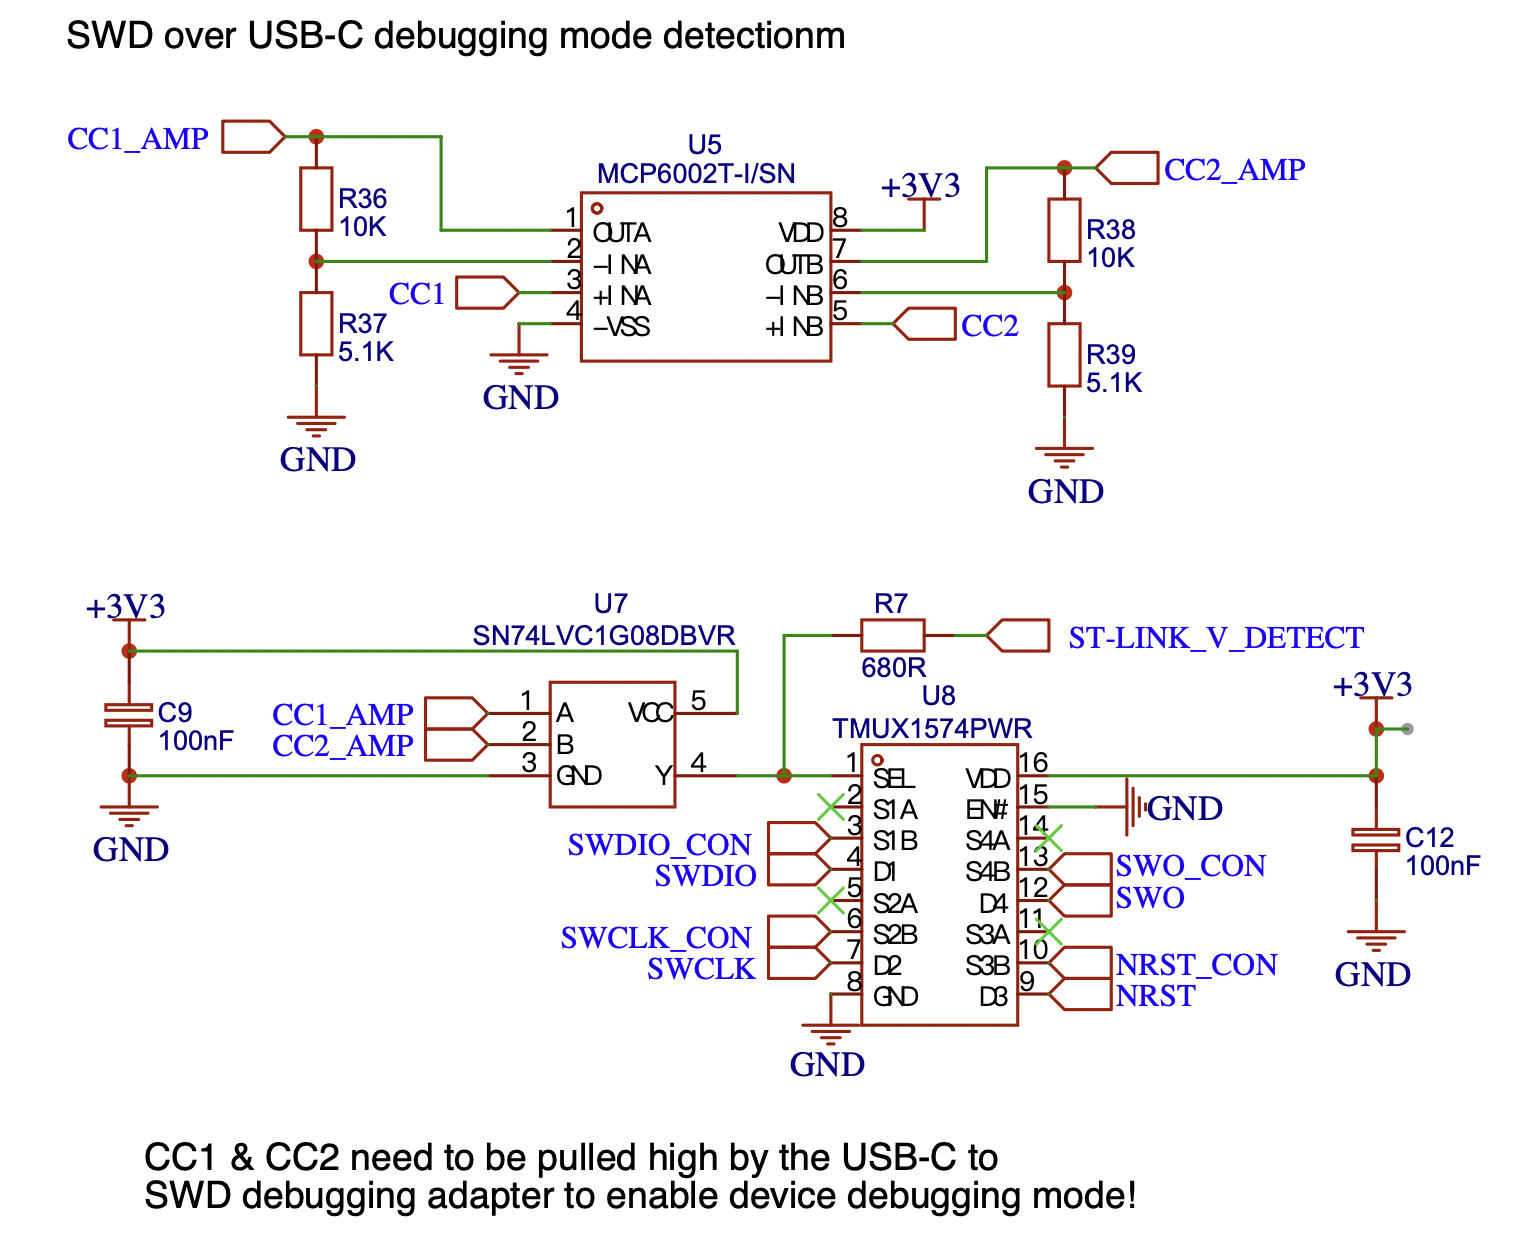 SWD over USB-C debugging mode detectionm
CC1_AMP
R36
10K
R37
5.1K
GND
CC1
GND
U5
MCP6002T-I/SN
1
OUTA
2
-INA
3
+INA
4
-VSS
8
VDD
7
OUTB
6
-INB
5
+INB
+3V3
CC2
CC2_AMP
R38
10K
R39
5.1K
GND
+3V3
C9
100nF
GND
U7
SN74LVC1G08DBVR
CC1_AMP
CC2_AMP
1
A
2
B
3
GND
VCC
5
Y
4
R7
680R
ST-LINK_V_DETECT
U8
TMUX1574PWR
1
SEL
2
S1A
3
S1B
4
D1
5
S2A
6
S2B
7
D2
8
GND
VDD
16
EN#
15
S4A
14
S4B
13
D4
12
S3A
11
S3B
10
D3
9
SWDIO_CON
SWDIO
SWCLK_CON
SWCLK
GND
GND
SWO_CON
SWO
NRST_CON
NRST
+3V3
C12
100nF
GND
CC1 & CC2 need to be pulled high by the USB-C to
SWD debugging adapter to enable device debugging mode!